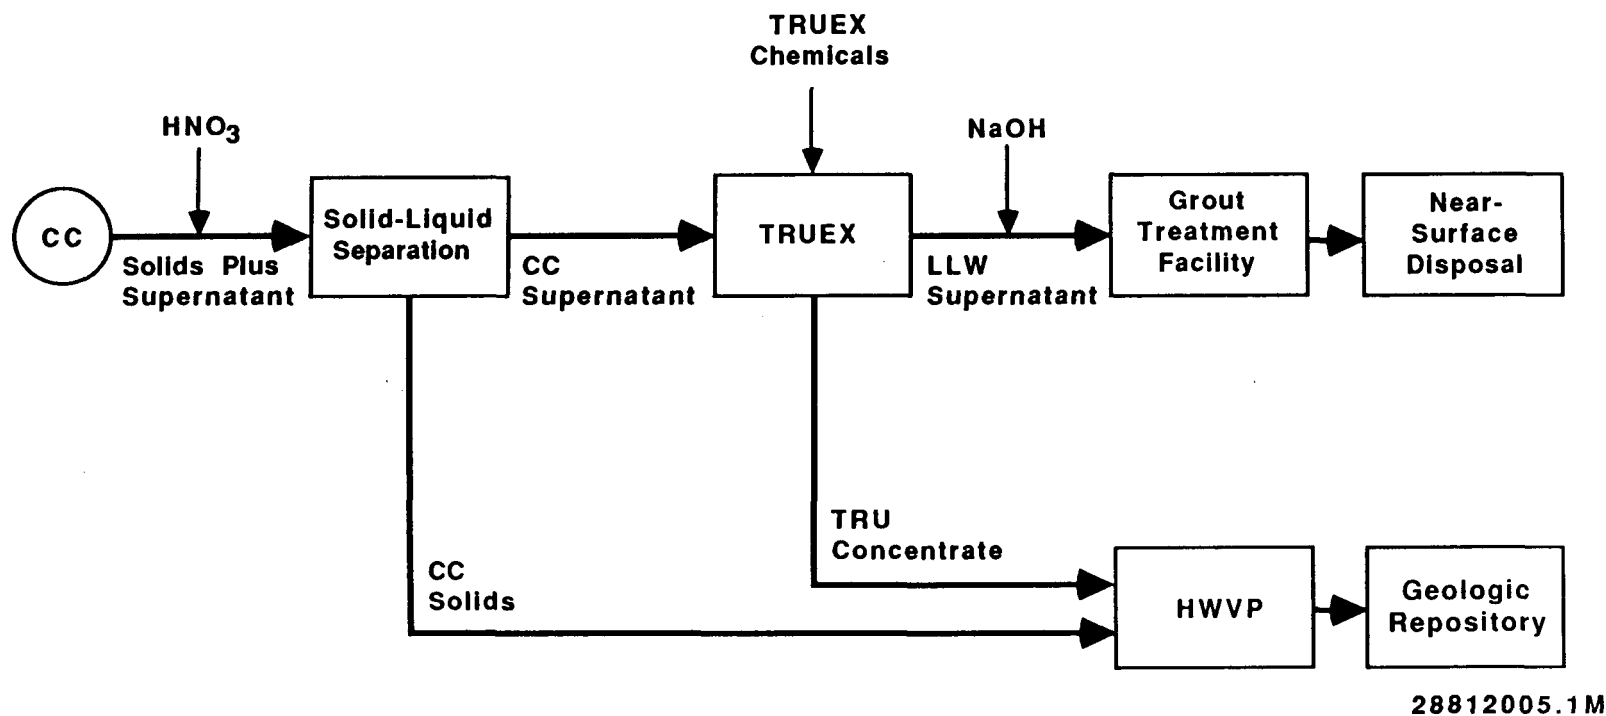 TRUEX
Chemicals
HNO3
NaOH
CC
Solids Plus
Supernatant
Solid-Liquid
Separation
CC
Supernatant
TRUEX
LLW
Supernatant
Grout
Treatment
Facility
Near-
Surface
Disposal
TRU
Concentrate
CC
Solids
HWVP
Geologic
Repository
28812005.1M